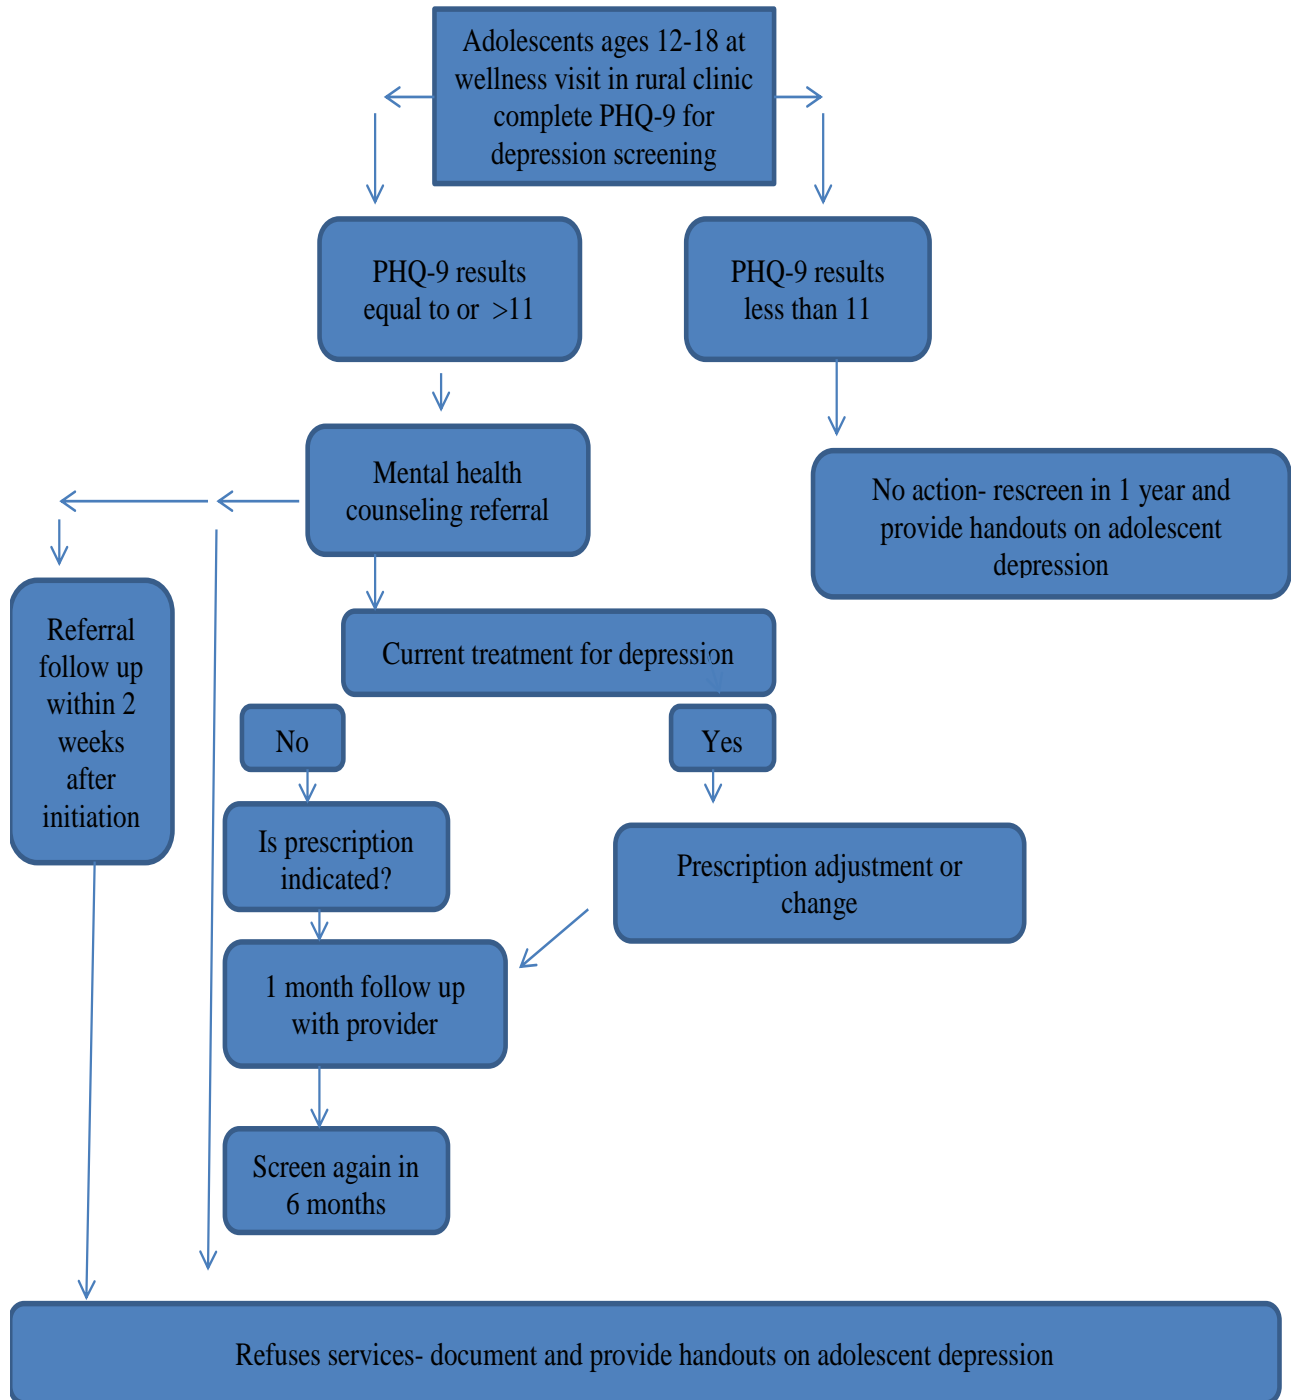 Adolescents ages 12-18 at
wellness visit in rural clinic
complete PHQ-9 for
depression screening
PHQ-9 results
equal to or  >11
PHQ-9 results
less than 11
Mental health
counseling referral
No action- rescreen in 1 year and
provide handouts on adolescent
depression
Referral
follow up
within 2
weeks
after
initiation
Current treatment for depression
No
Yes
Is prescription
indicated?
Prescription adjustment or
change
1 month follow up
with provider
Screen again in
6 months
Refuses services- document and provide handouts on adolescent depression